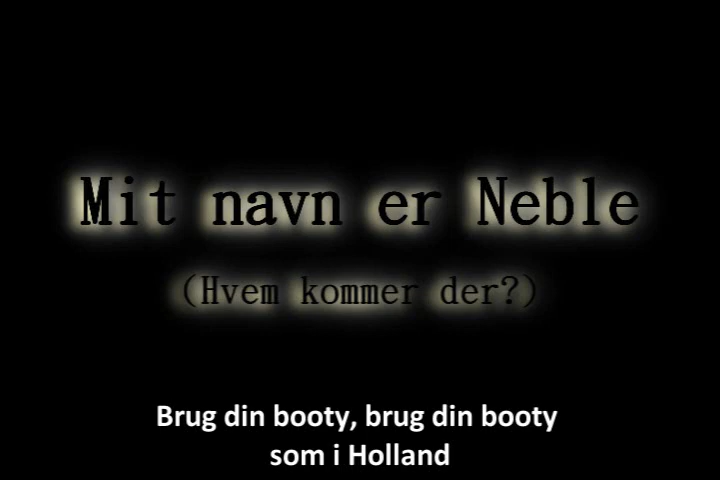 Mit navn er Neble
(Hvem kommer der?)
Brug din booty, brug din booty
som i Holland